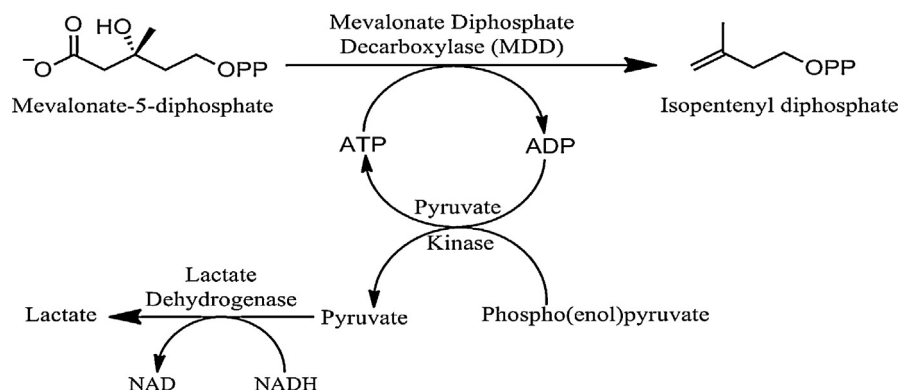 O
HO
Mevalonate Diphosphate
Decarboxylase (MDD)
⁻O
OPP
OPP
Mevalonate-5-diphosphate
Isopentenyl diphosphate
ATP
ADP
Pyruvate
Kinase
Lactate
Dehydrogenase
Lactate
Pyruvate
Phospho(enol)pyruvate
NAD
NADH